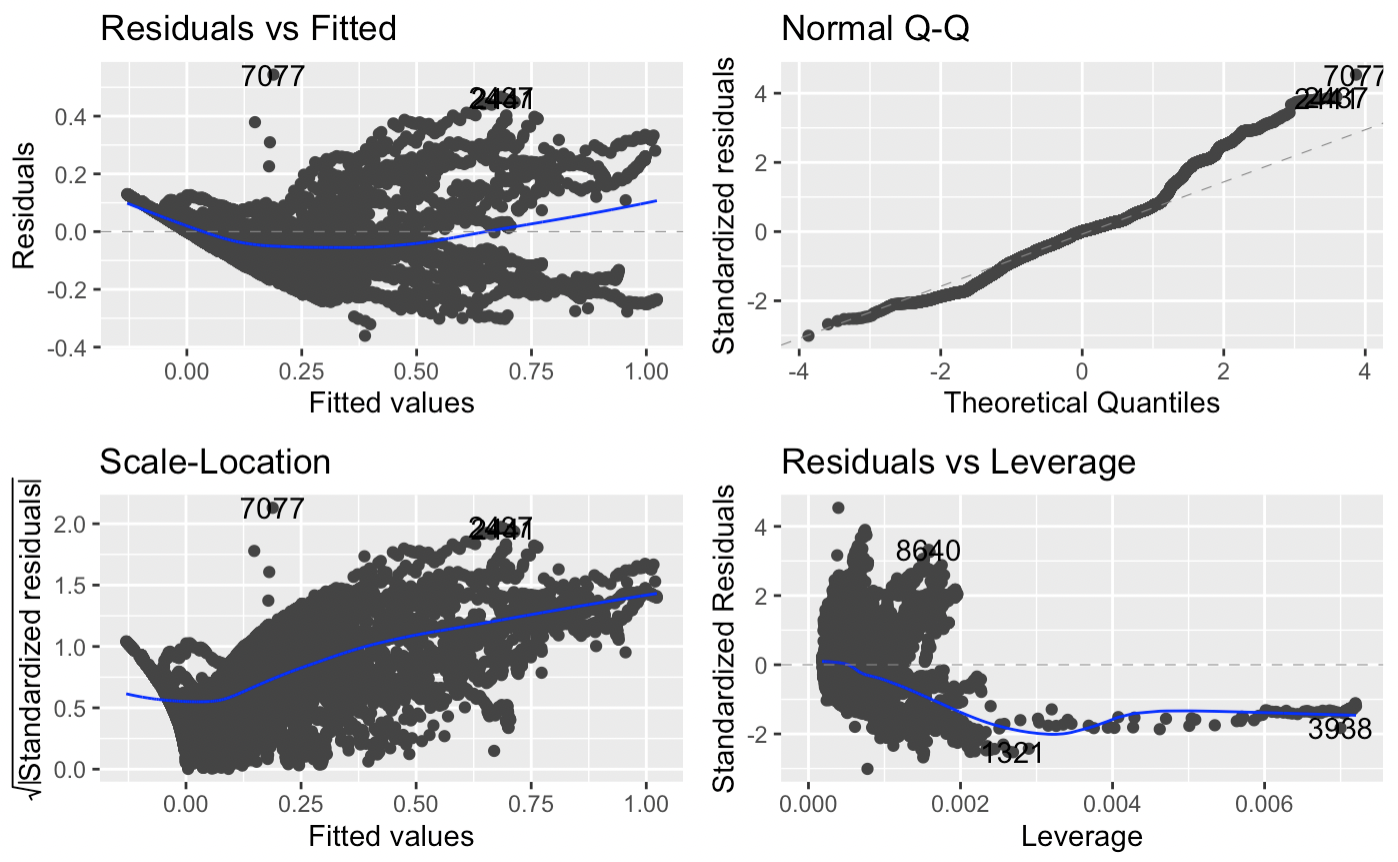 Residuals vs Fitted
7077
0.4
0.2
0.0
-0.2
-0.4
Residuals
0.00 0.25 0.50 0.75 1.00
Fitted values
Normal Q-Q
7077
4
2
0
-2
Standardized residuals
-4 -2 0 2 4
Theoretical Quantiles
Scale-Location
7077
2.0
1.5
1.0
0.5
0.0
√|Standardized residuals|
0.00 0.25 0.50 0.75 1.00
Fitted values
Residuals vs Leverage
8640
1321
3938
4
2
0
-2
Standardized Residuals
0.000 0.002 0.004 0.006
Leverage